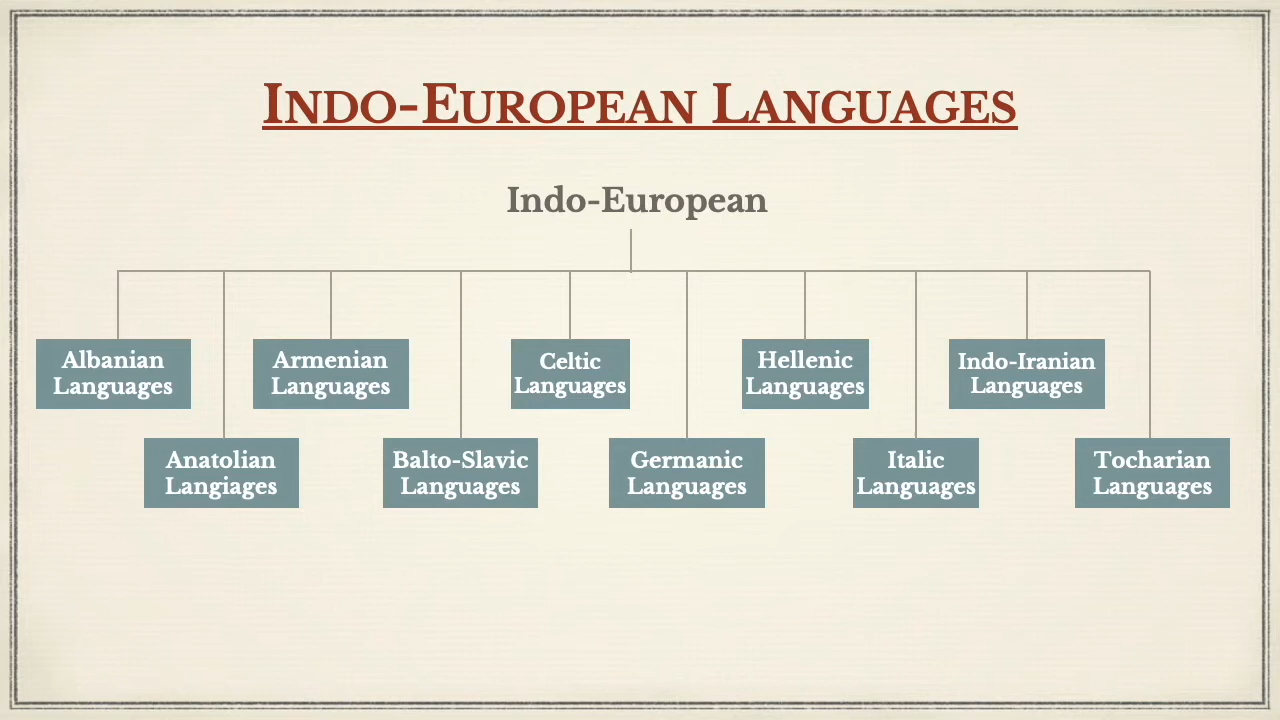 INDO-EUROPEAN LANGUAGES
Indo-European
Albanian
Languages
Armenian
Languages
Celtic
Languages
Hellenic
Languages
Indo-Iranian
Languages
Anatolian
Langiages
Balto-Slavic
Languages
Germanic
Languages
Italic
Languages
Tocharian
Languages